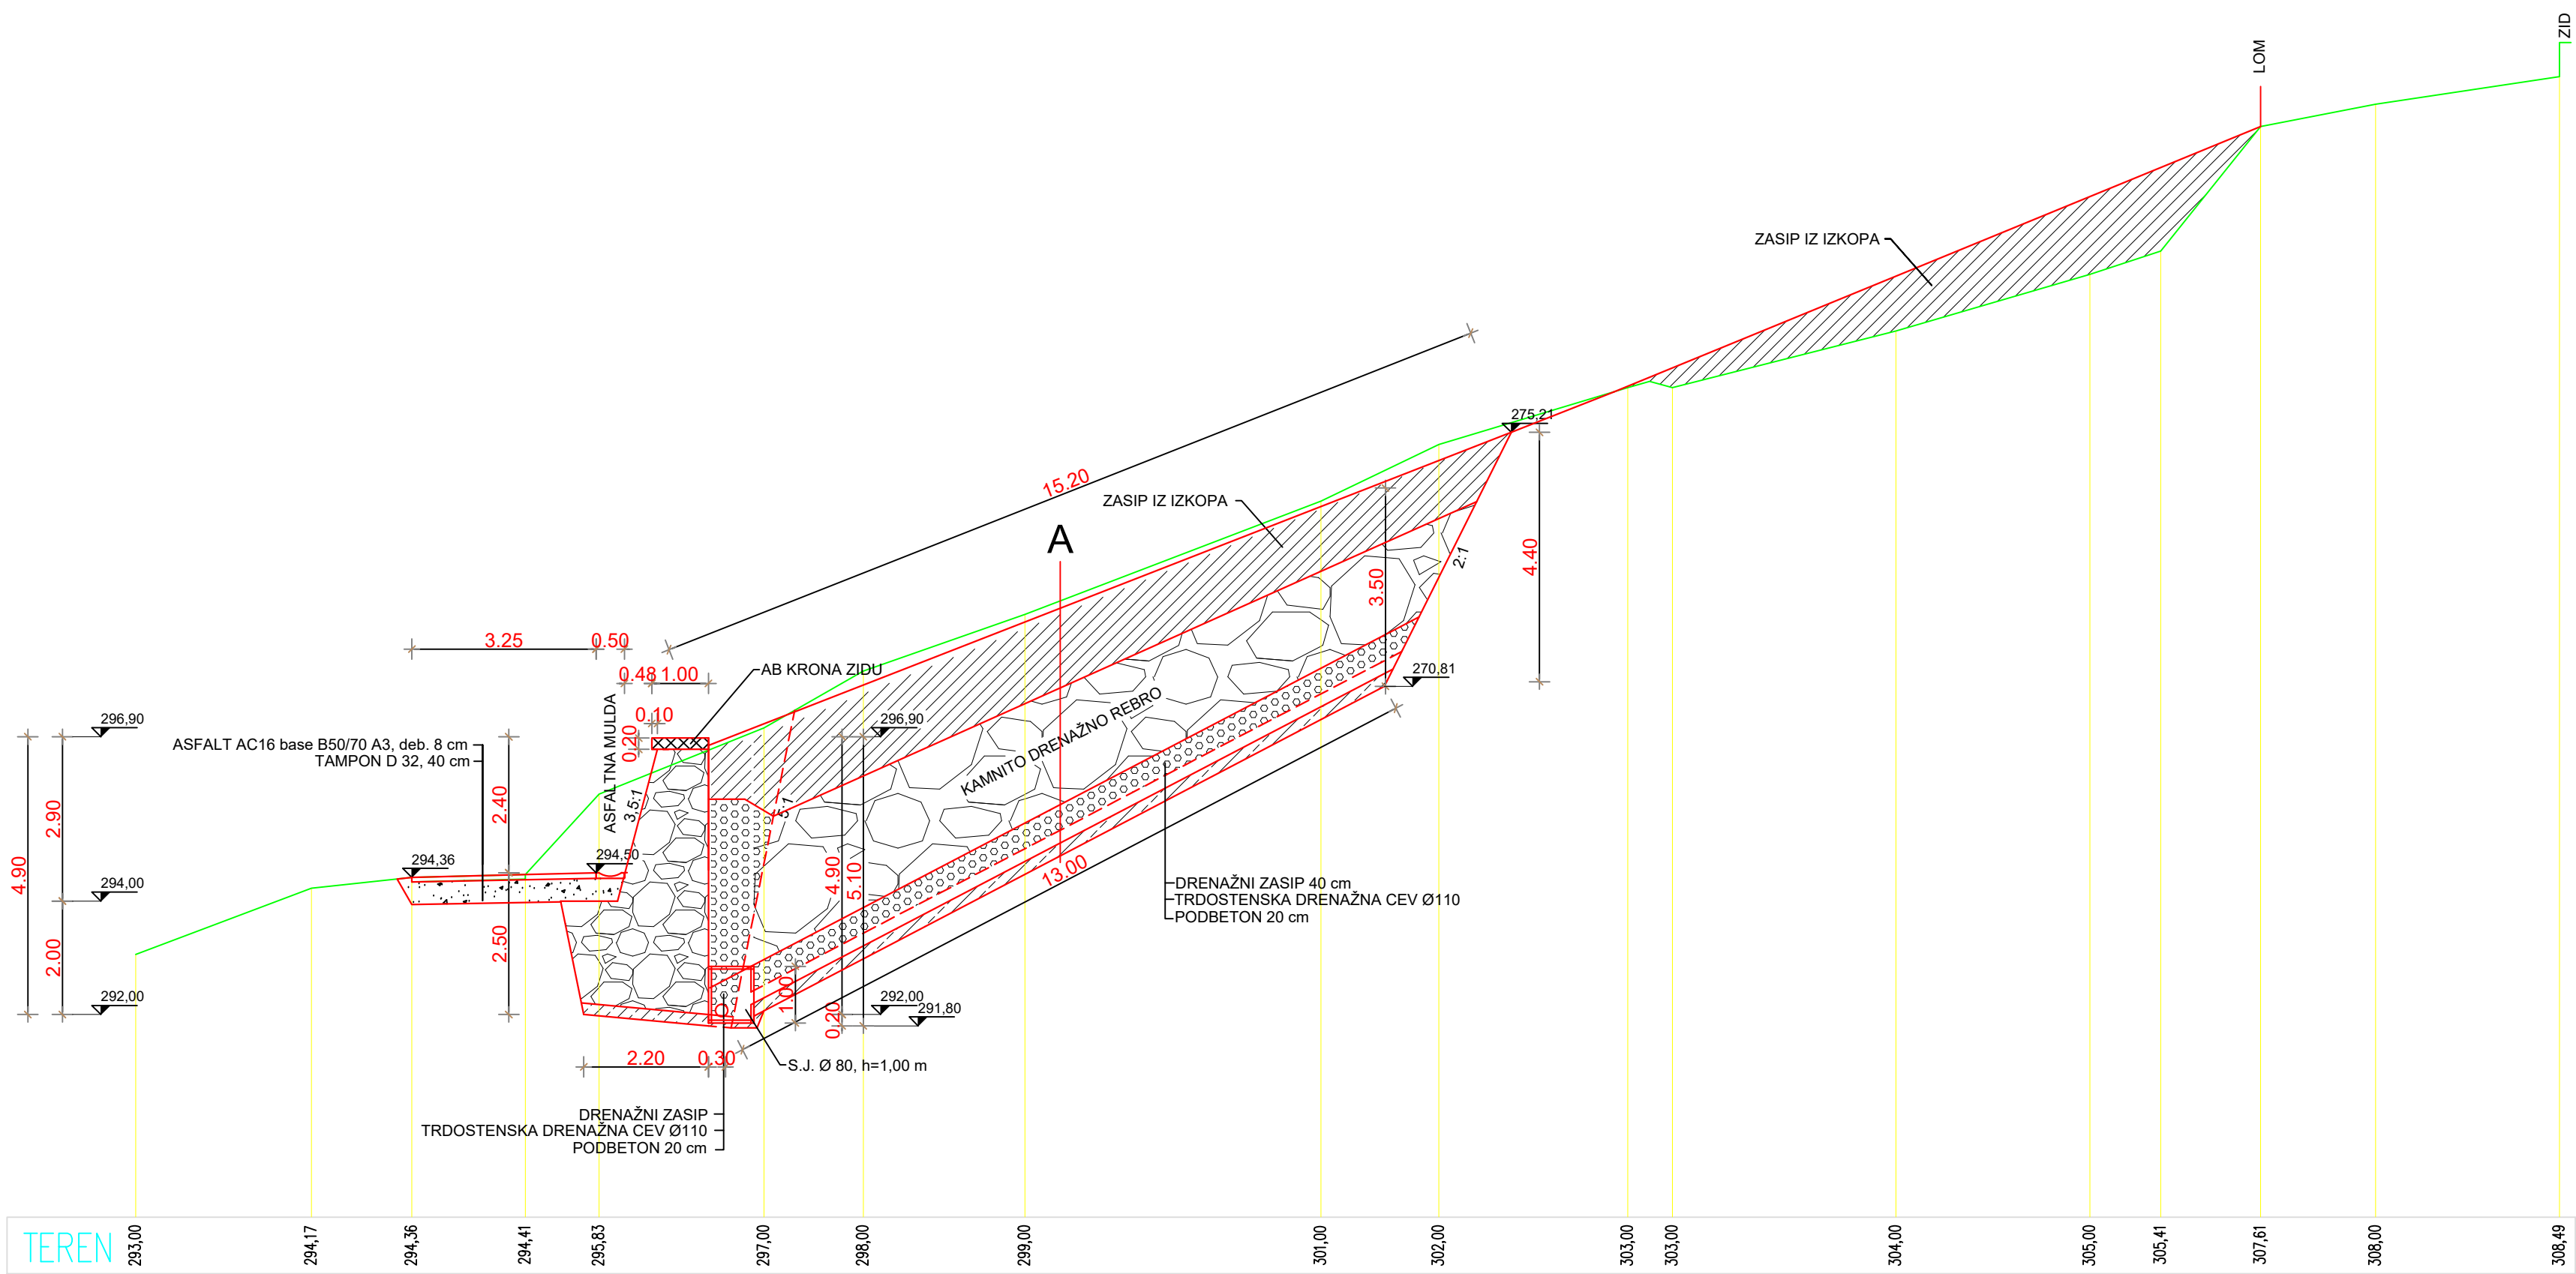 ZID
LOM
ZASIP IZ IZKOPA
275,21
15.20
ZASIP IZ IZKOPA
A
2:1
4.40
3.50
3.25
0.50
0.48
1.00
AB KRONA ZIDU
270,81
ASFALTNA MULDA
0.10
0.20
296,90
296,90
ASFALT AC16 base B50/70 A3, deb. 8 cm
TAMPON D 32, 40 cm
KAMNITO DRENAŽNO REBRO
2.90
2.40
3,5:1
5:1
4.90
294,36
294,50
4.90
5.10
13.00
294,00
DRENAŽNI ZASIP 40 cm
TRDOSTENSKA DRENAŽNA CEV Ø110
PODBETON 20 cm
2.00
2.50
292,00
1.00
0.20
292,00
291,80
2.20
0.30
S.J. Ø 80, h=1,00 m
DRENAŽNI ZASIP
TRDOSTENSKA DRENAŽNA CEV Ø110
PODBETON 20 cm
TEREN
293,00
294,17
294,36
294,41
295,83
297,00
298,00
299,00
301,00
302,00
303,00
303,00
304,00
305,00
305,41
307,61
308,00
308,49